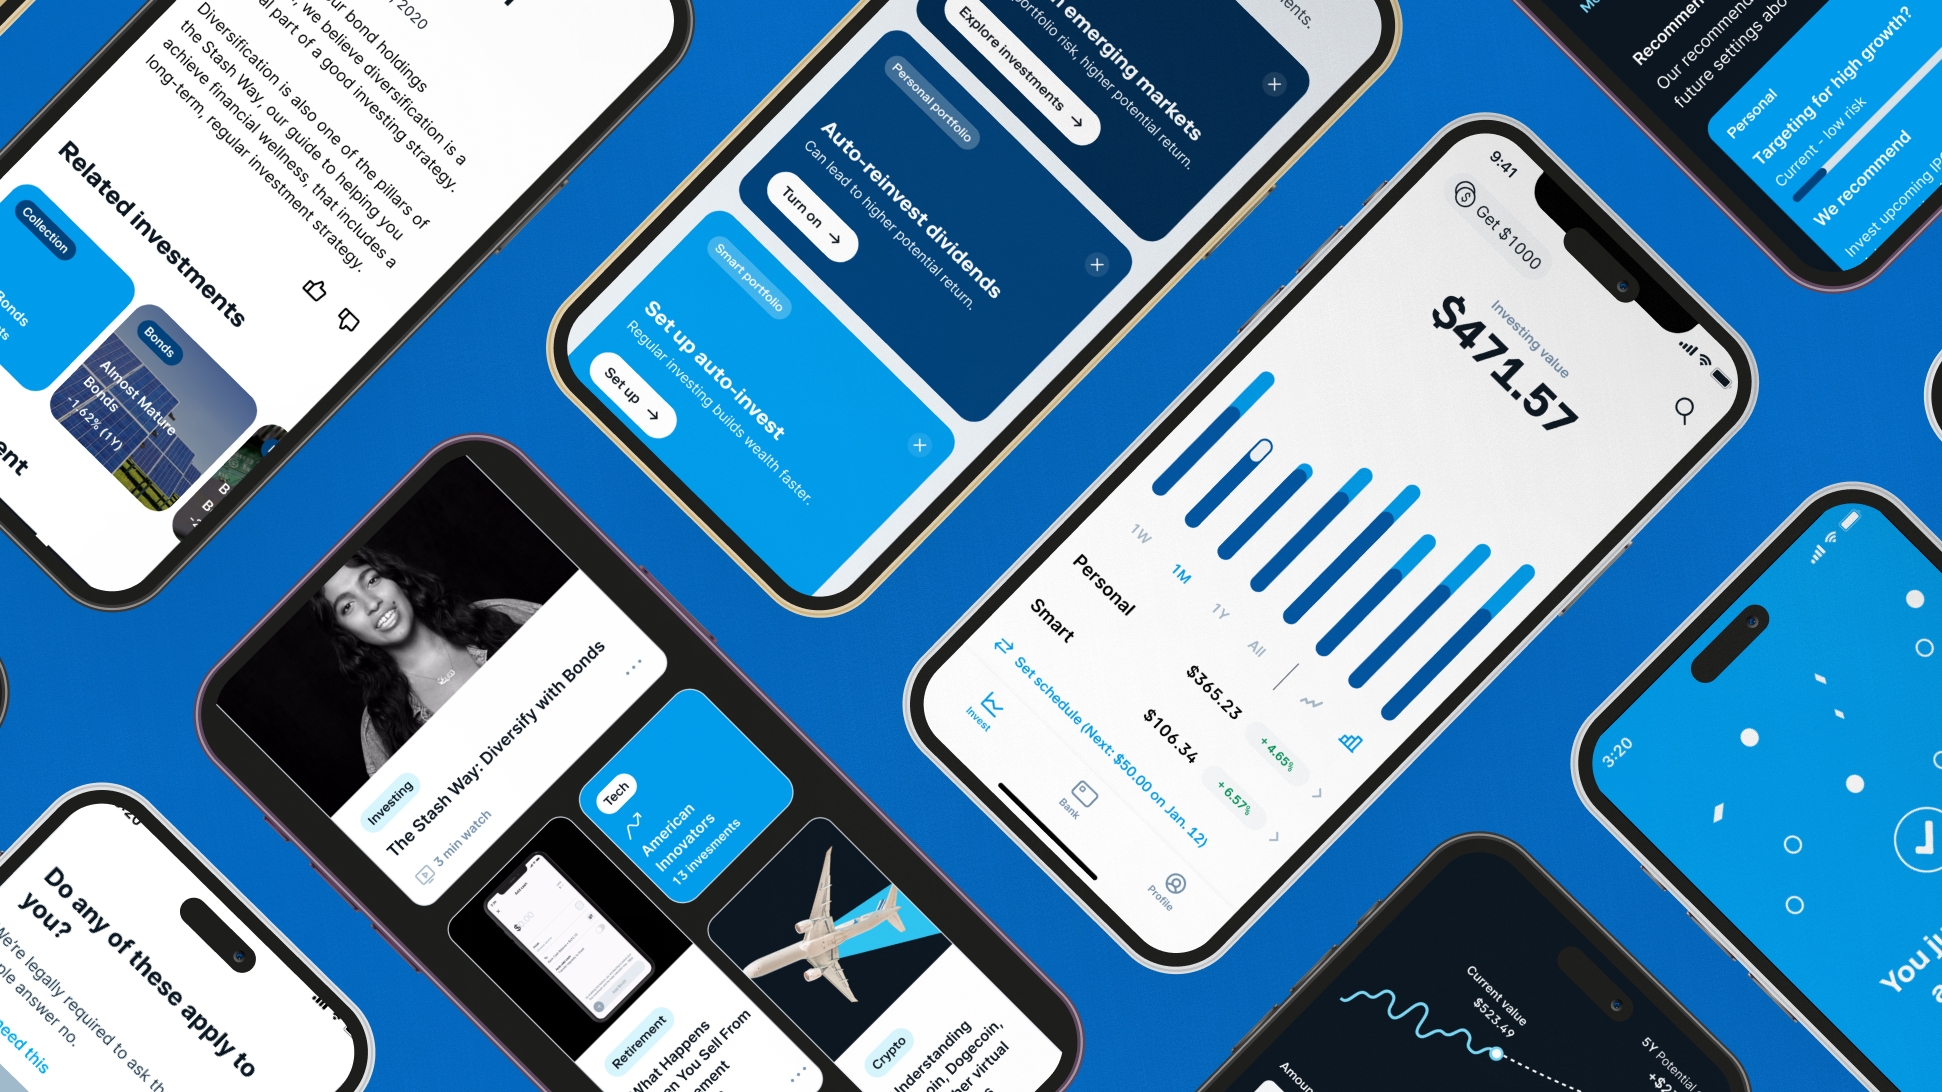 2020
our bond holdings
we believe diversification is a
al part of a good investing strategy.
Diversification is also one of the pillars of
the Stash Way, our guide to helping you
achieve financial wellness, that includes a
long-term, regular investment strategy.
Related investments
Collection
Bonds
Bonds
Almost Mature
Bonds
-1.62% (1Y)
emerging markets
portfolio risk, higher potential return.
Explore investments →
Personal portfolio
Auto-reinvest dividends
Can lead to higher potential return.
Turn on →
Smart portfolio
Set up auto-invest
Regular investing builds wealth faster.
Set up →
9:41
Get $1000
Investing value
$471.57
1W
1M
1Y
All
Personal
$365.23
+4.65%
Smart
$106.34
+6.57%
Set schedule (Next: $50.00 on Jan. 12)
Invest
Bank
Profile
Recommen
Our recommend
future settings abo
Personal
Targeting for high growth?
Current - low risk
We recommend
Invest upcoming
Investing
The Stash Way: Diversify with Bonds
3 min watch
Tech
American
Innovators
13 invesments
Retirement
What Happens
en You Sell From
ement
Crypto
Understanding
oin, Dogecoin,
her virtual
Do any of these apply to
you?
We're legally required to ask th
ple answer no.
need this
Current value
$523.49
5Y Potential
Amoun
3:20
You ju